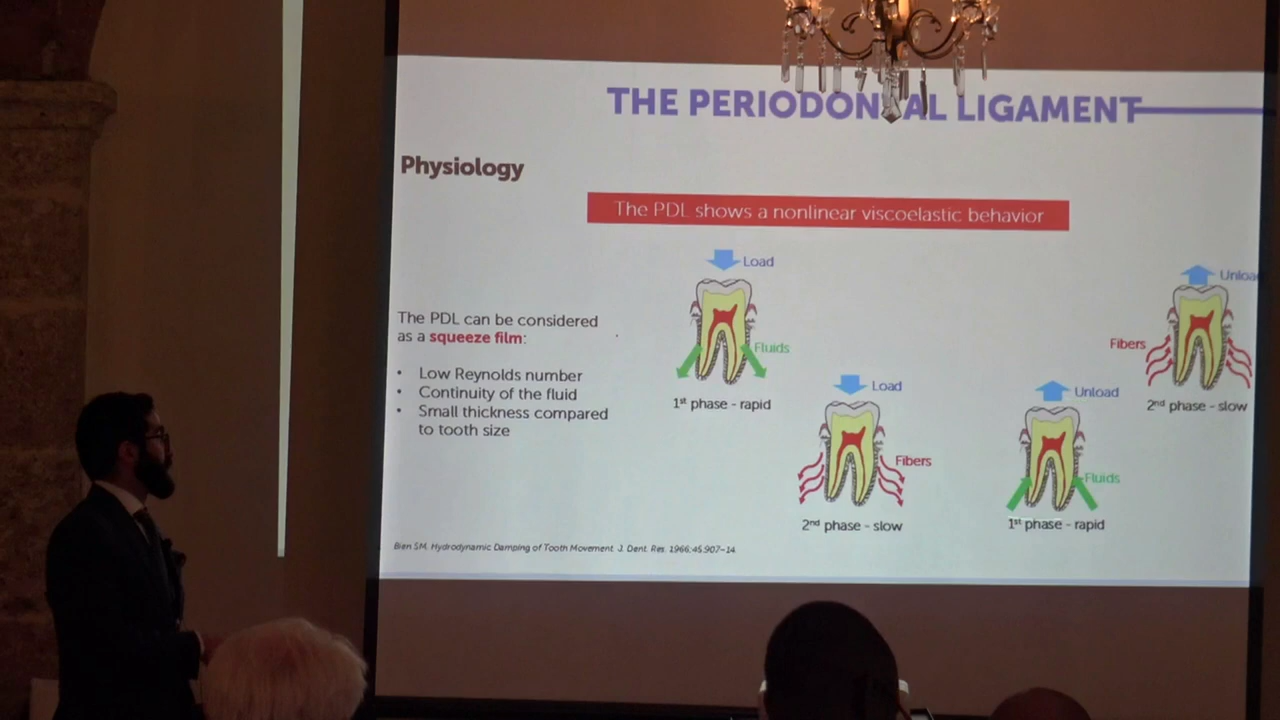 THE PERIODONTAL LIGAMENT
Physiology
The PDL shows a nonlinear viscoelastic behavior
The PDL can be considered
as a squeeze film:
• Low Reynolds number
• Continuity of the fluid
• Small thickness compared
to tooth size
Load
Fluids
1st phase - rapid
Load
Fibers
2nd phase - slow
Unload
Fluids
1st phase - rapid
Unload
Fibers
2nd phase - slow
Bien SM. Hydrodynamic Damping of Tooth Movement. J. Dent. Res. 1966;45:907–14